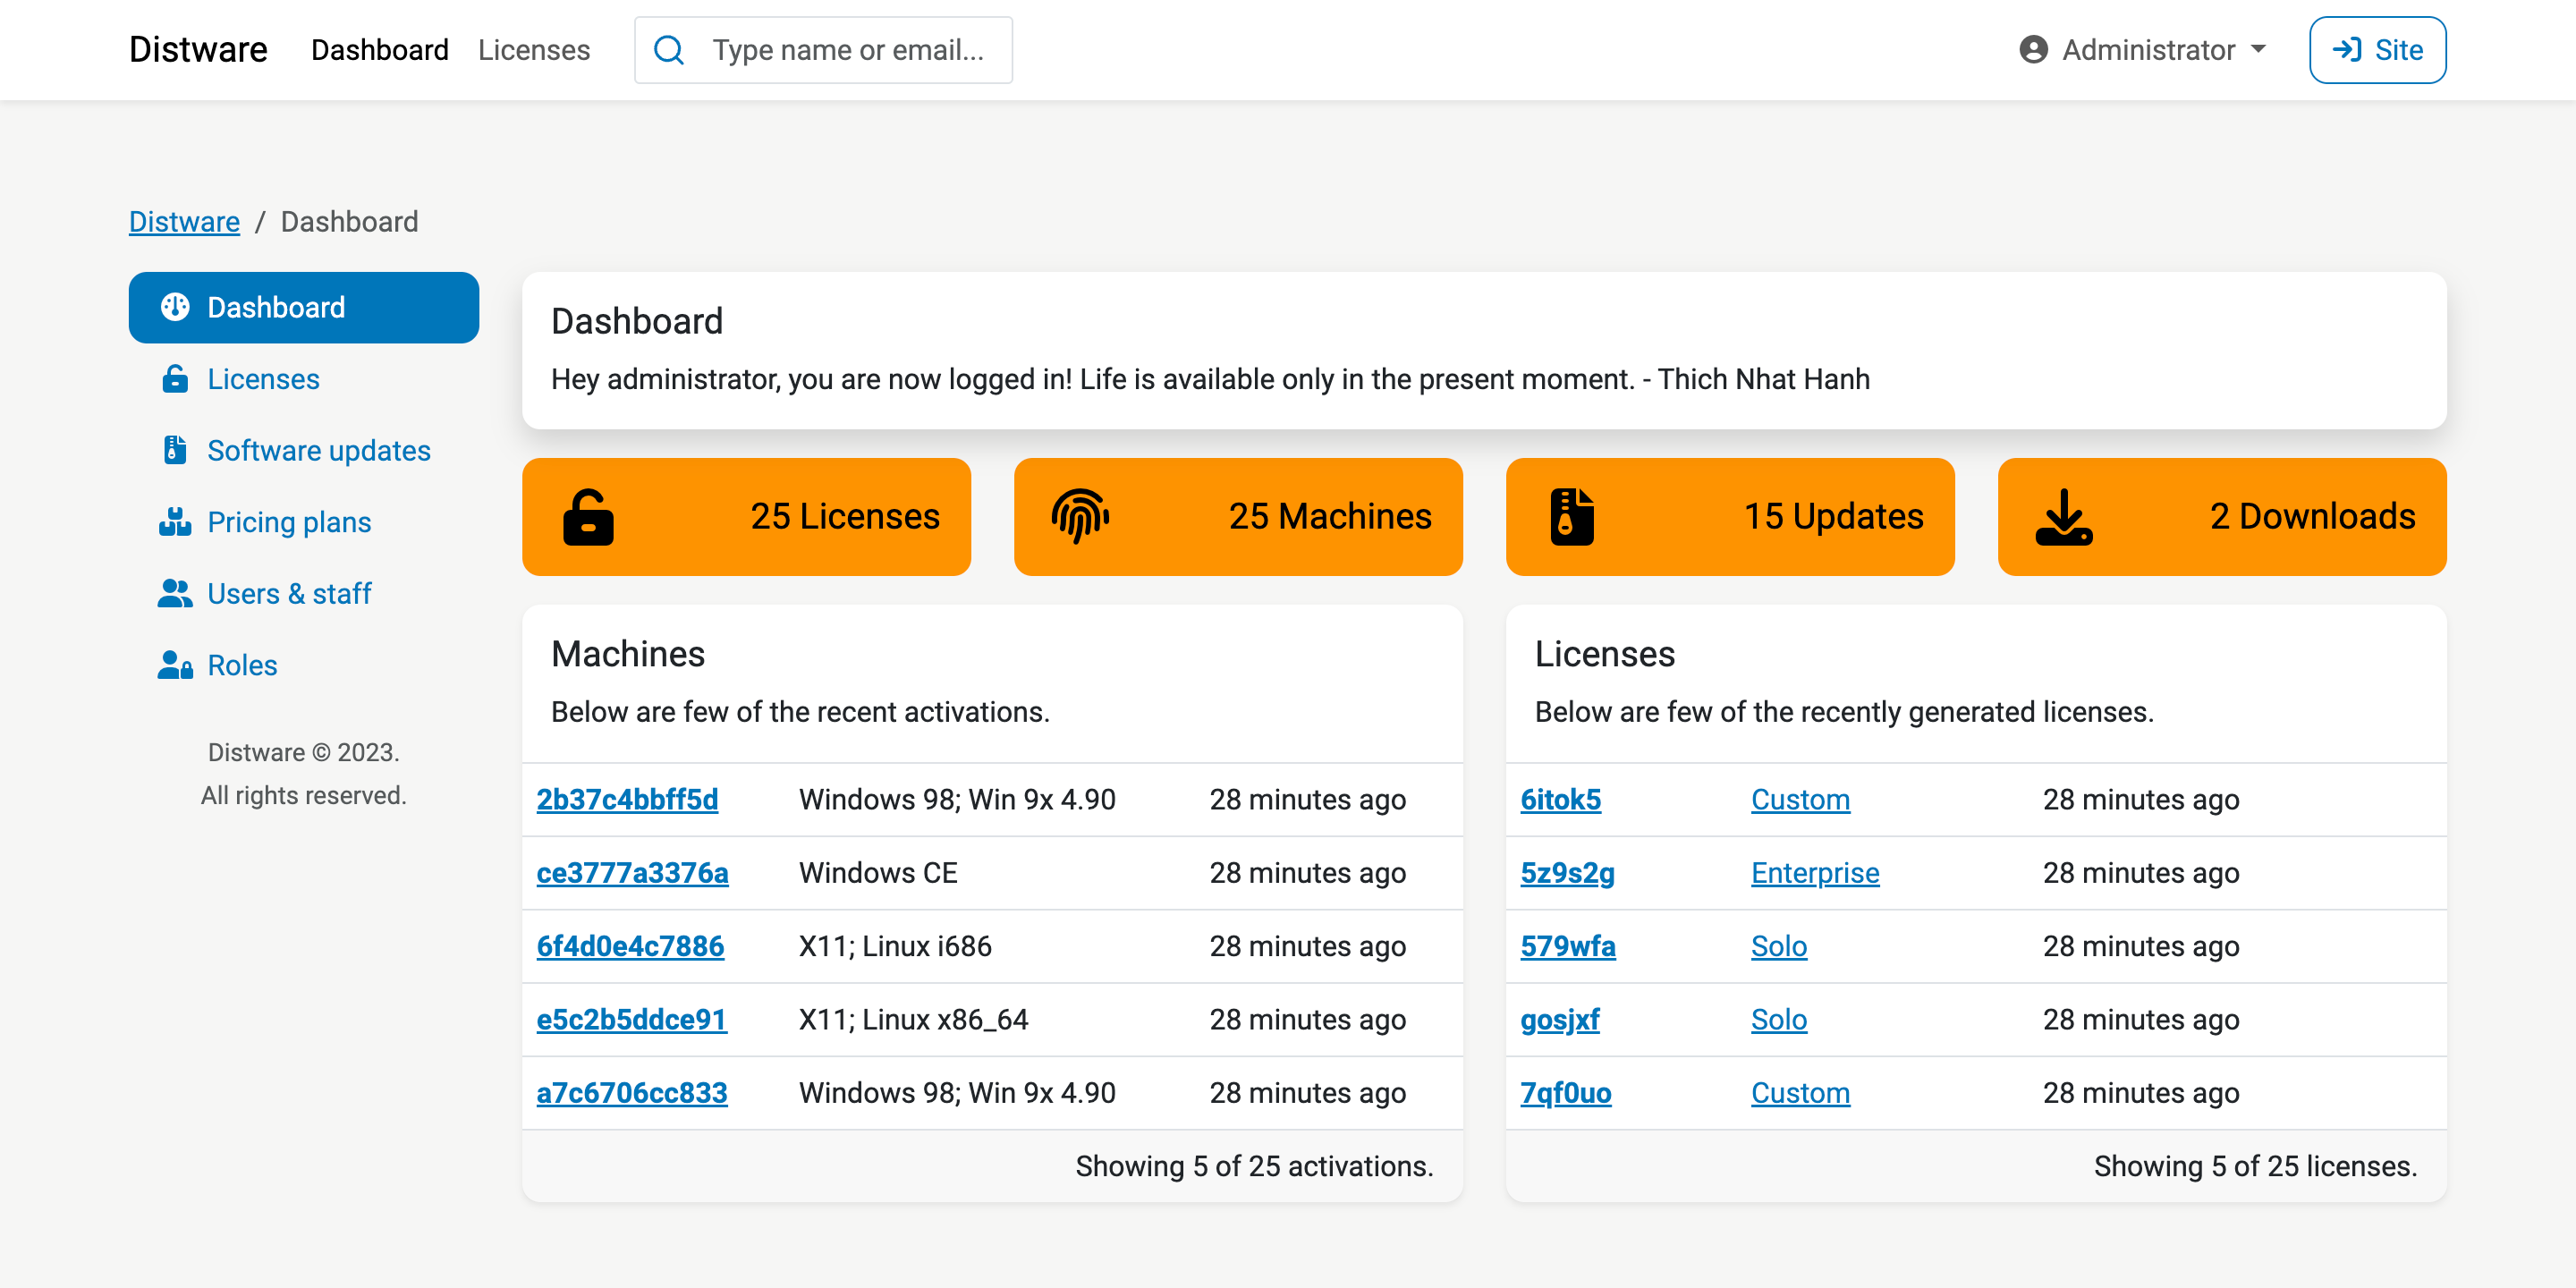 Distware Dashboard Licenses Type name or email... Administrator Site
Distware / Dashboard
Dashboard
Licenses
Software updates
Pricing plans
Users & staff
Roles
Distware © 2023.
All rights reserved.
Dashboard
Hey administrator, you are now logged in! Life is available only in the present moment. - Thich Nhat Hanh
25 Licenses
25 Machines
15 Updates
2 Downloads
Machines
Below are few of the recent activations.
2b37c4bbff5d Windows 98; Win 9x 4.90 28 minutes ago
ce3777a3376a Windows CE 28 minutes ago
6f4d0e4c7886 X11; Linux i686 28 minutes ago
e5c2b5ddce91 X11; Linux x86_64 28 minutes ago
a7c6706cc833 Windows 98; Win 9x 4.90 28 minutes ago
Showing 5 of 25 activations.
Licenses
Below are few of the recently generated licenses.
6itok5 Custom 28 minutes ago
5z9s2g Enterprise 28 minutes ago
579wfa Solo 28 minutes ago
gosjxf Solo 28 minutes ago
7qf0uo Custom 28 minutes ago
Showing 5 of 25 licenses.